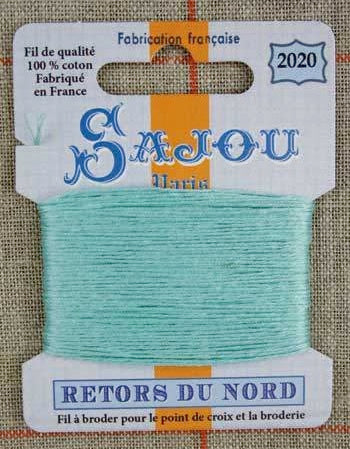 Fabrication française
Fil de qualité
100 % coton
Fabriqué
en France
2020
SAJOU
Paris
RETORS DU NORD
Fil à broder pour le point de croix et la broderie